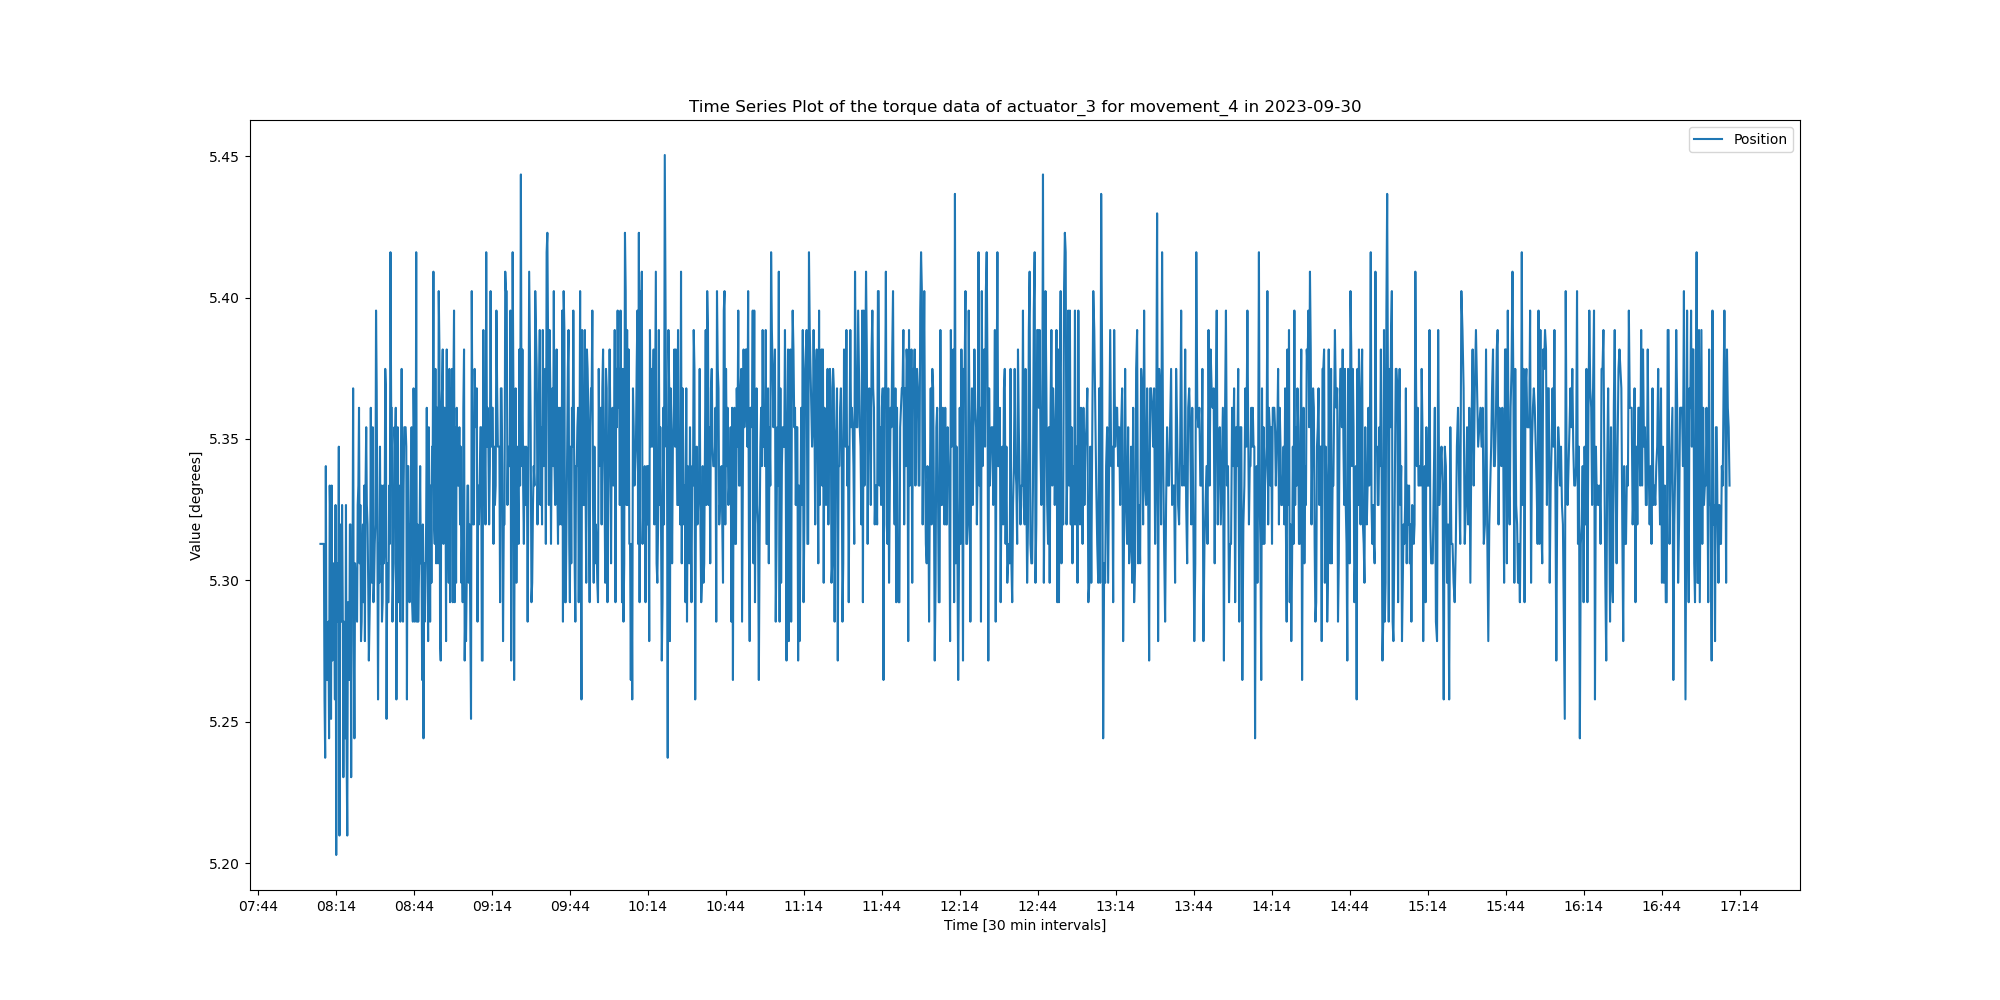 Time Series Plot of the torque data of actuator_3 for movement_4 in 2023-09-30
Position
5.45
5.40
5.35
5.30
5.25
5.20
Value [degrees]
07:44 08:14 08:44 09:14 09:44 10:14 10:44 11:14 11:44 12:14 12:44 13:14 13:44 14:14 14:44 15:14 15:44 16:14 16:44 17:14
Time [30 min intervals]